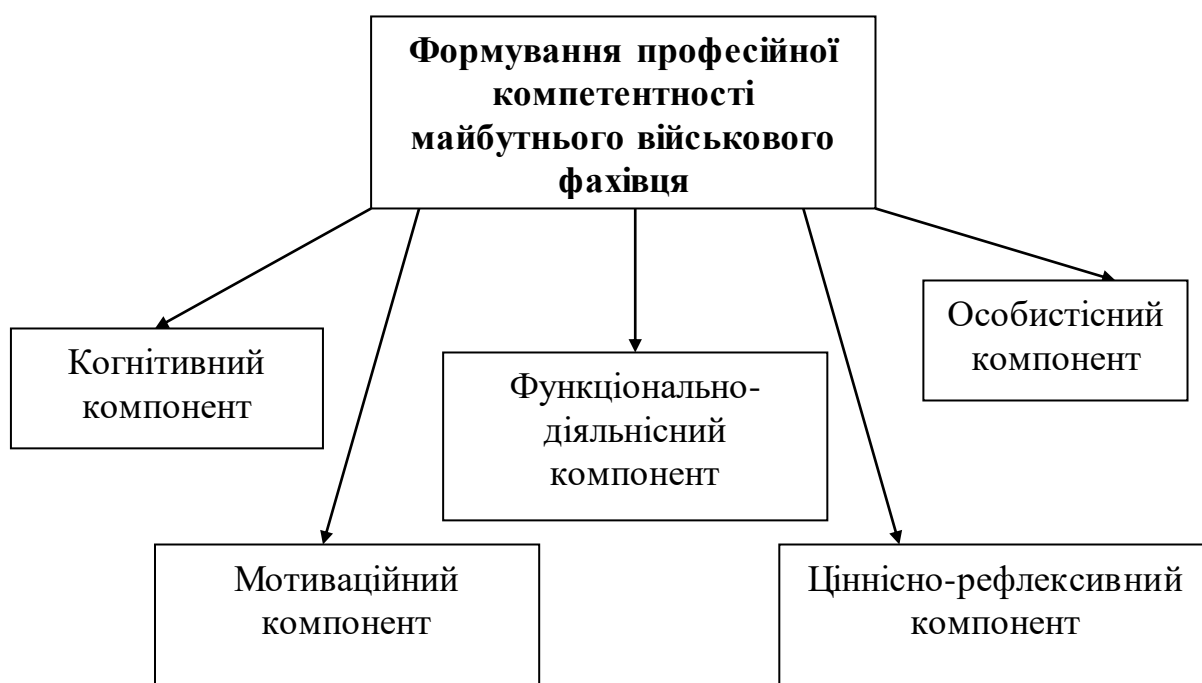 Формування професійної
компетентності
майбутнього військового
фахівця
Когнітивний
компонент
Мотиваційний
компонент
Функціонально-
діяльнісний
компонент
Ціннісно-рефлексивний
компонент
Особистісний
компонент